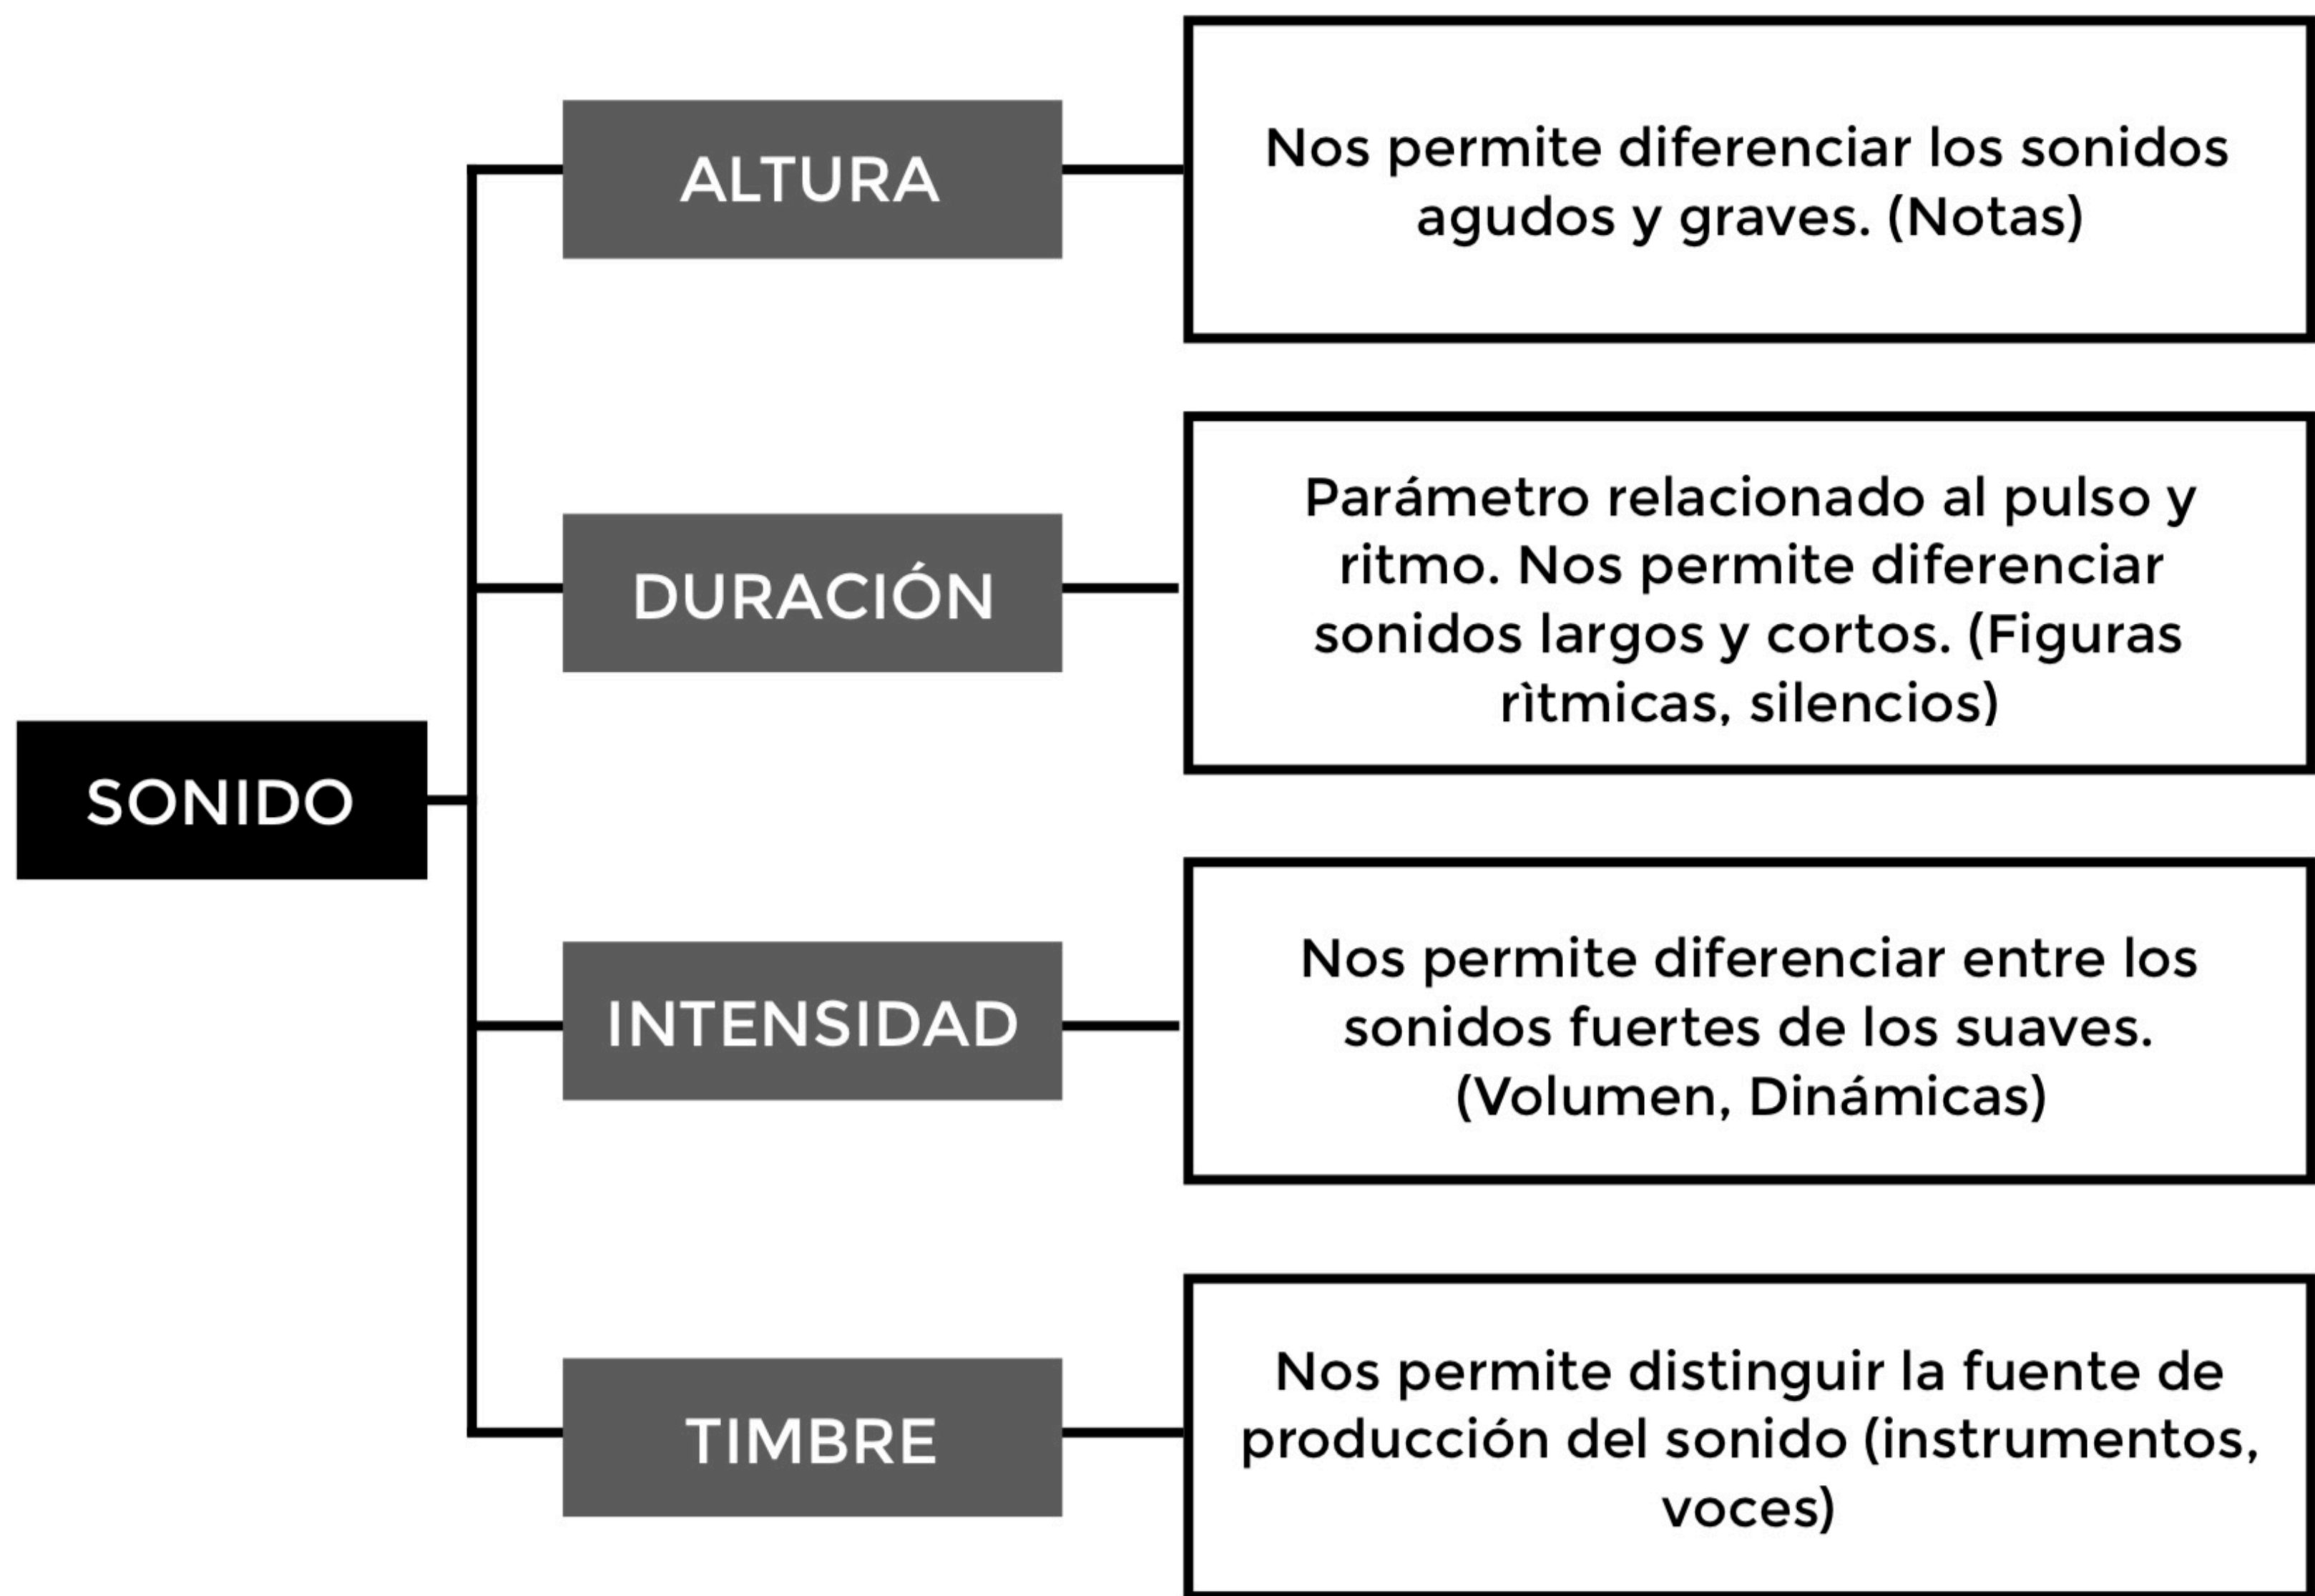 SONIDO
ALTURA
Nos permite diferenciar los sonidos
agudos y graves. (Notas)
DURACIÓN
Parámetro relacionado al pulso y
ritmo. Nos permite diferenciar
sonidos largos y cortos. (Figuras
rìtmicas, silencios)
INTENSIDAD
Nos permite diferenciar entre los
sonidos fuertes de los suaves.
(Volumen, Dinámicas)
TIMBRE
Nos permite distinguir la fuente de
producción del sonido (instrumentos,
voces)